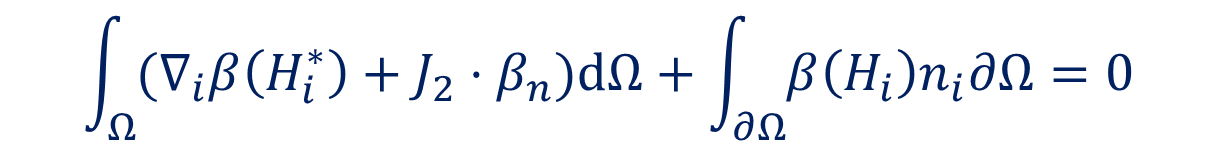 ∫_Ω (∇_i β(H_i^*) + J_2 · β_n)dΩ + ∫_∂Ω β(H_i)n_i ∂Ω = 0